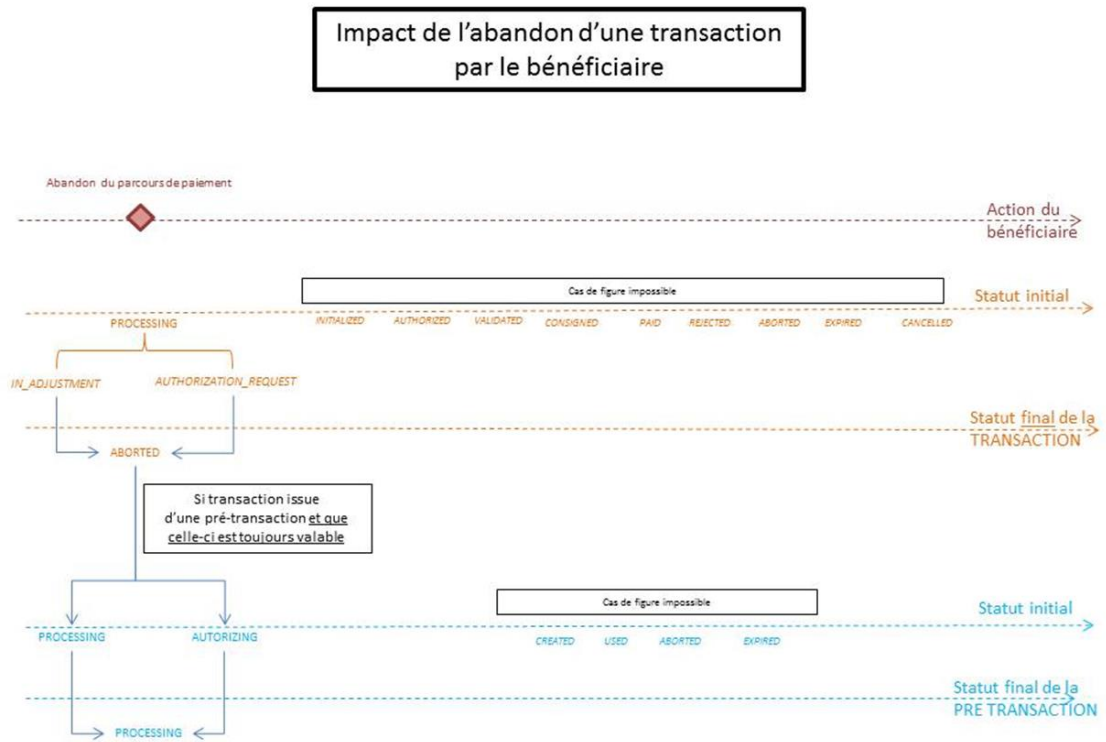 Impact de l'abandon d'une transaction
par le bénéficiaire
Abandon du parcours de paiement
Action du
bénéficiaire
Cas de figure impossible
Statut initial
PROCESSING
INITIALIZED
AUTHORIZED
VALIDATED
CONSIGNED
PAID
REJECTED
ABORTED
EXPIRED
CANCELLED
IN_ADJUSTMENT
AUTHORIZATION_REQUEST
Statut final de la
TRANSACTION
ABORTED
Si transaction issue
d'une pré-transaction et que
celle-ci est toujours valable
Cas de figure impossible
Statut initial
PROCESSING
AUTORIZING
CREATED
USED
ABORTED
EXPIRED
Statut final de la
PRE TRANSACTION
PROCESSING